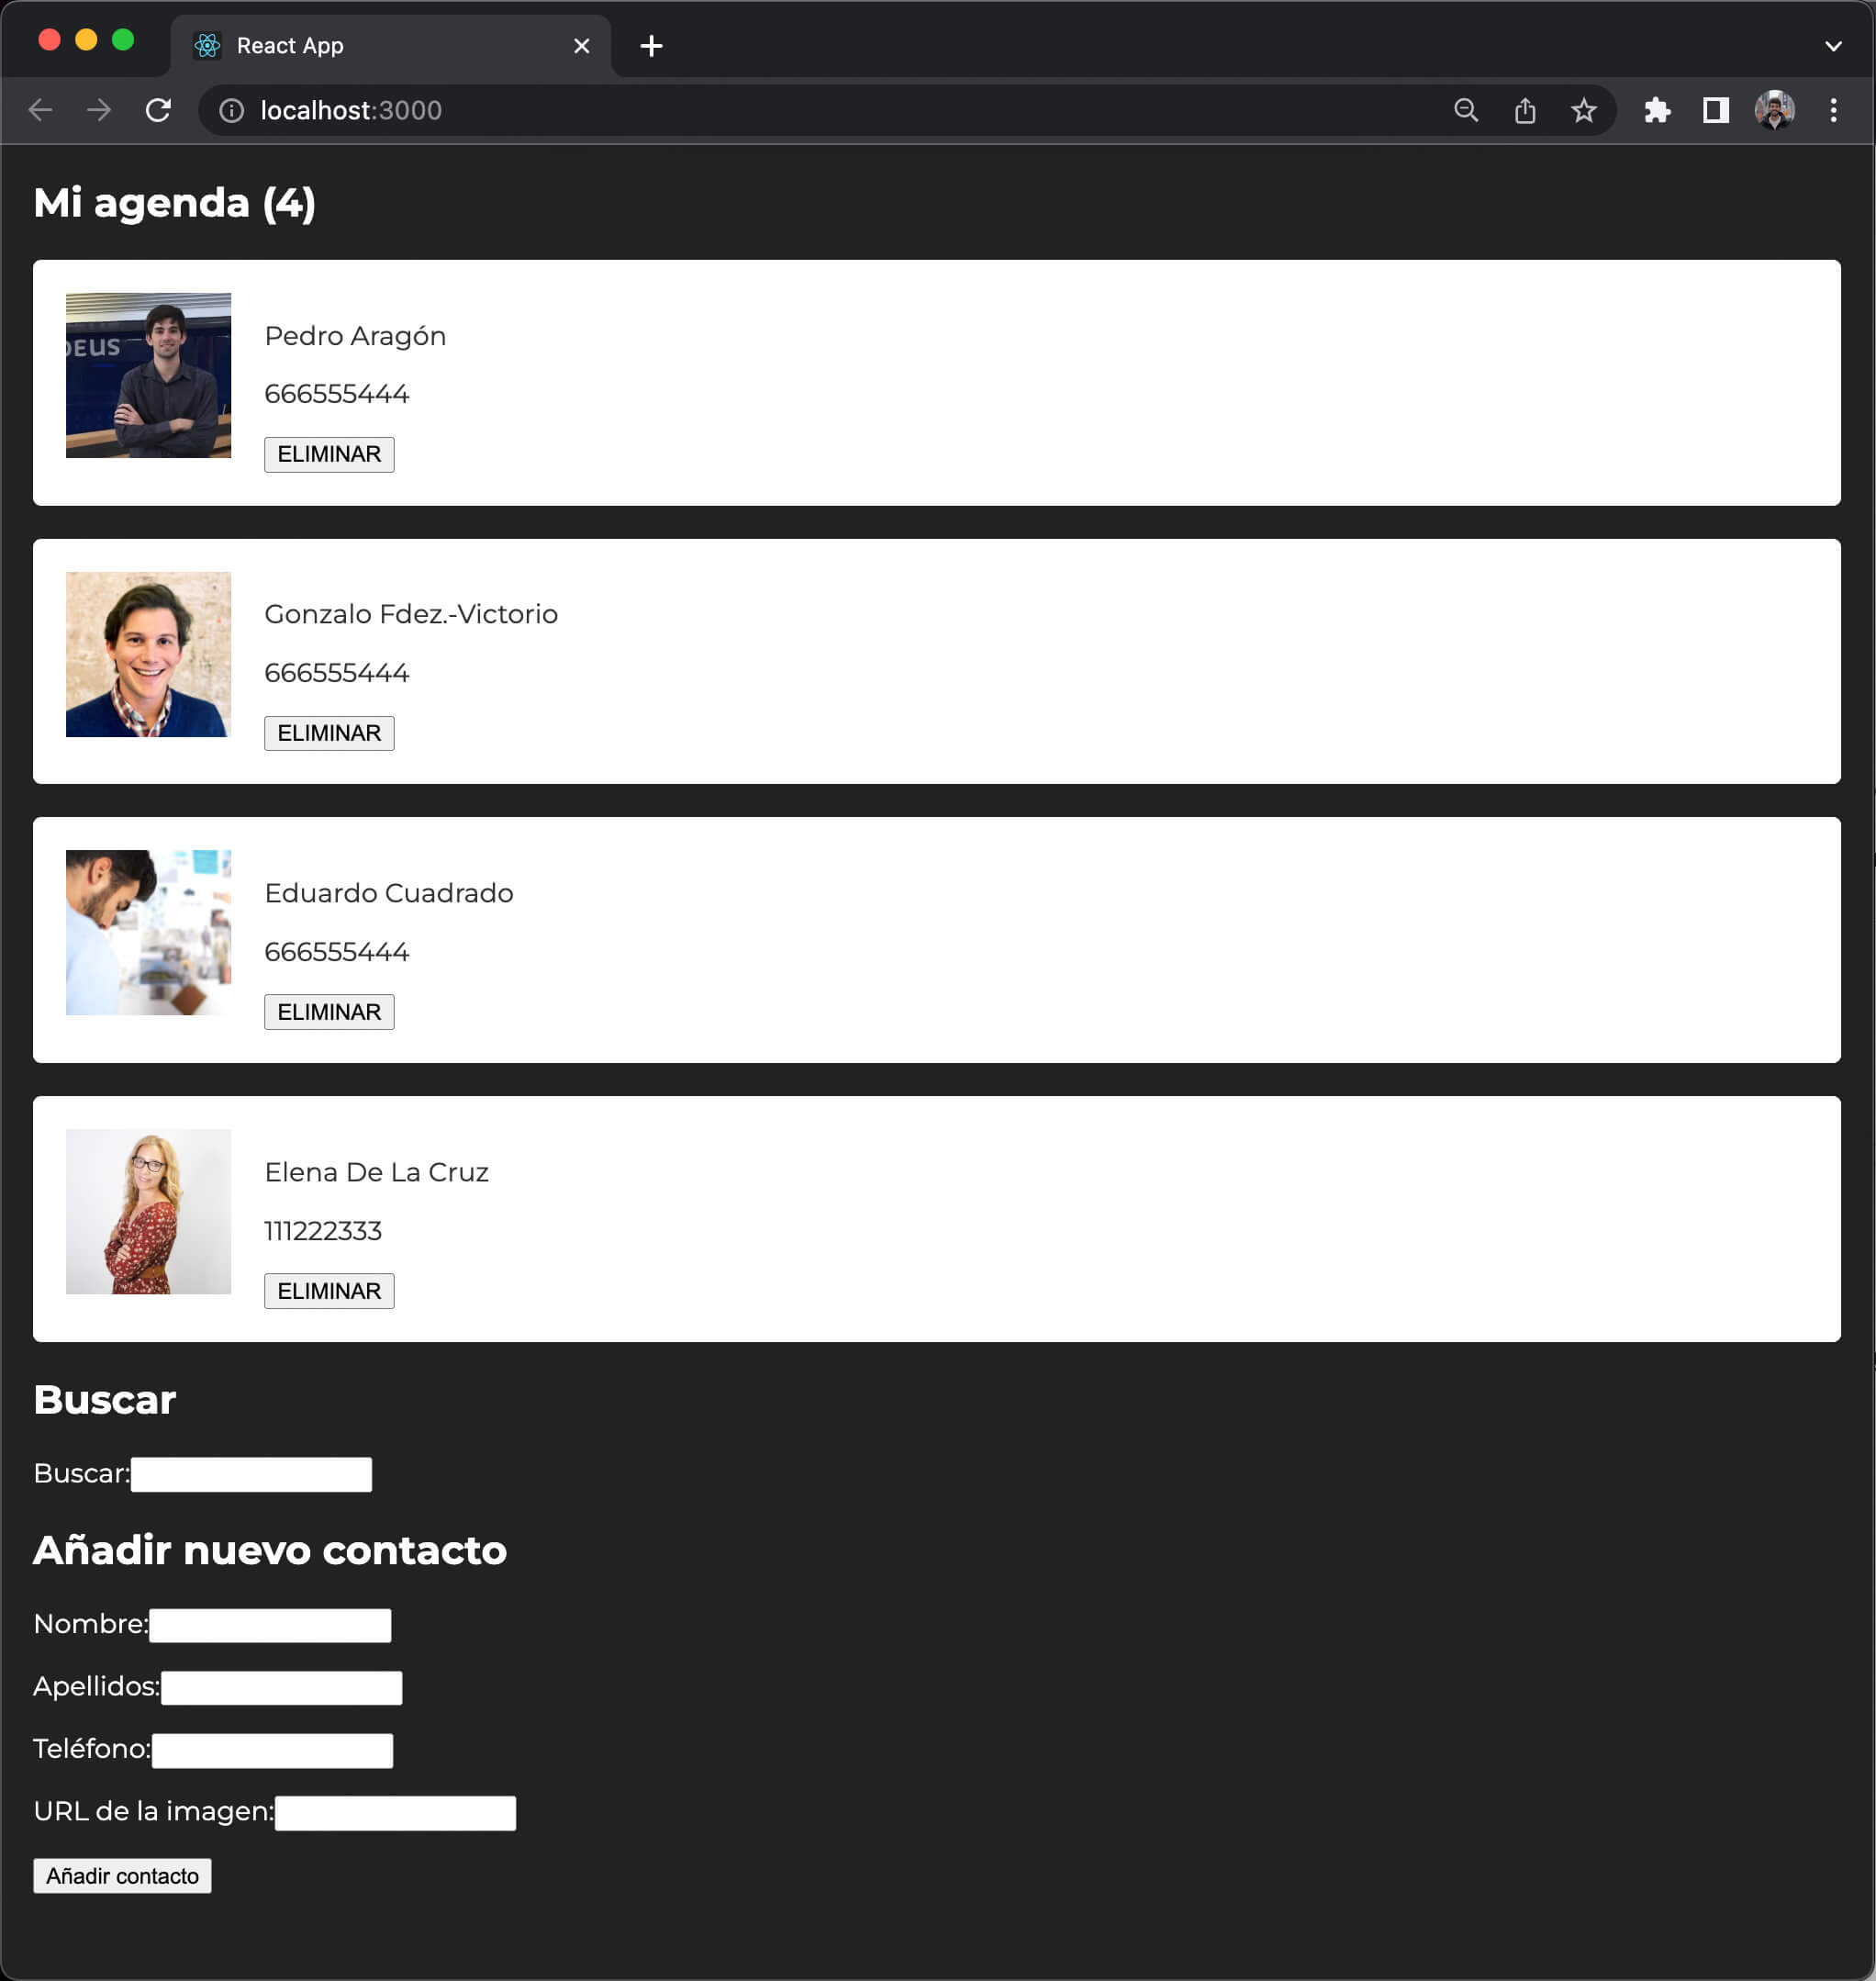 React App
localhost:3000
Mi agenda (4)
DEUS
Pedro Aragón
666555444
ELIMINAR
Gonzalo Fdez.-Victorio
666555444
ELIMINAR
Eduardo Cuadrado
666555444
ELIMINAR
Elena De La Cruz
111222333
ELIMINAR
Buscar
Buscar:
Añadir nuevo contacto
Nombre:
Apellidos:
Teléfono:
URL de la imagen:
Añadir contacto